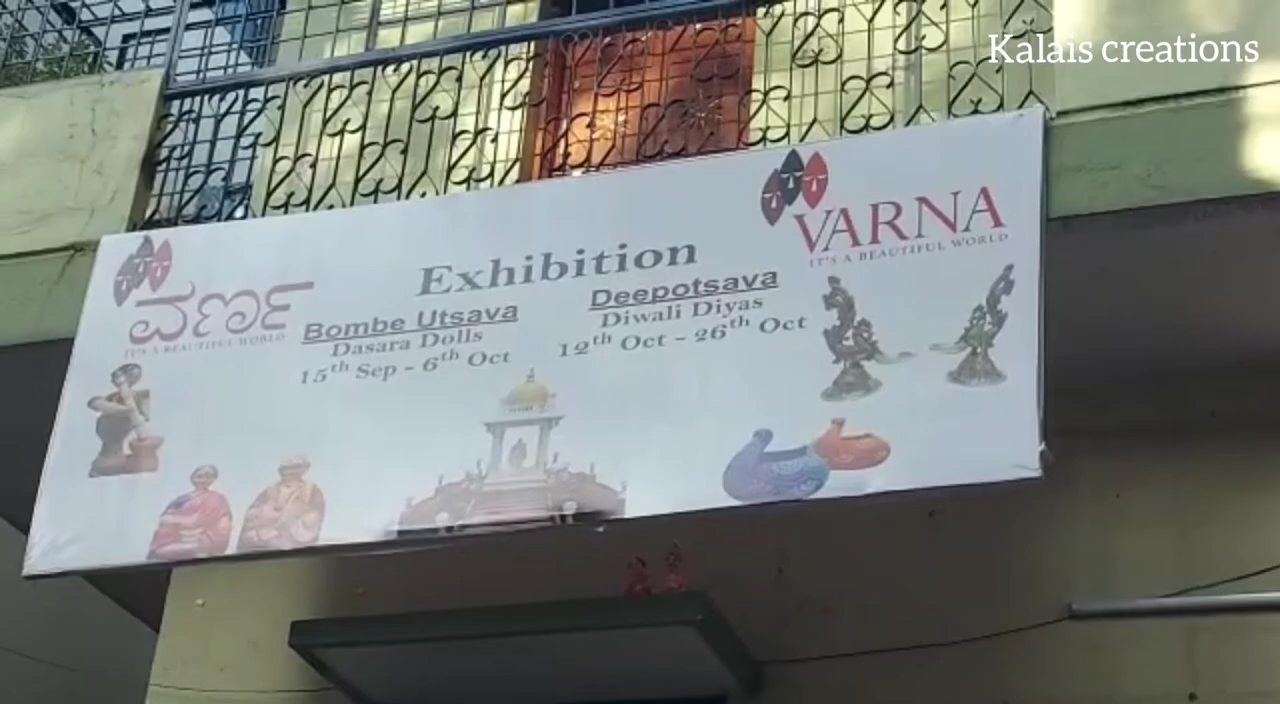 Kalais creations
VARNA
IT'S A BEAUTIFUL WORLD
ವರ್ಣ
IT'S A BEAUTIFUL WORLD
Exhibition
Bombe Utsava
Dasara Dolls
15th Sep - 6th Oct
Deepotsava
Diwali Diyas
12th Oct - 26th Oct